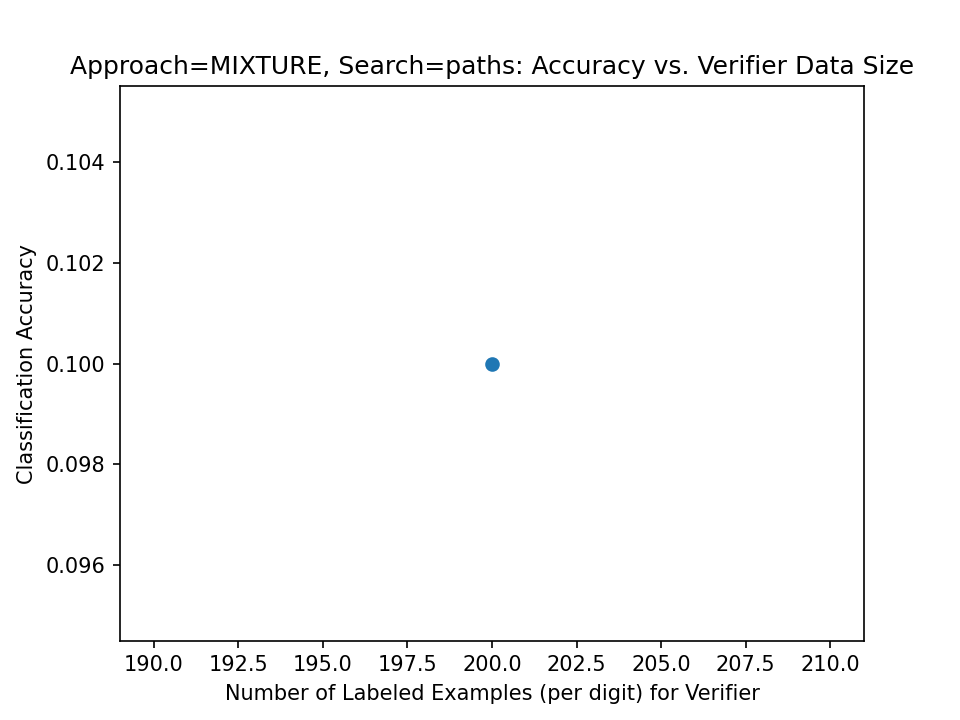 Approach=MIXTURE, Search=paths: Accuracy vs. Verifier Data Size
0.104
0.102
0.100
0.098
0.096
Classification Accuracy
190.0 192.5 195.0 197.5 200.0 202.5 205.0 207.5 210.0
Number of Labeled Examples (per digit) for Verifier